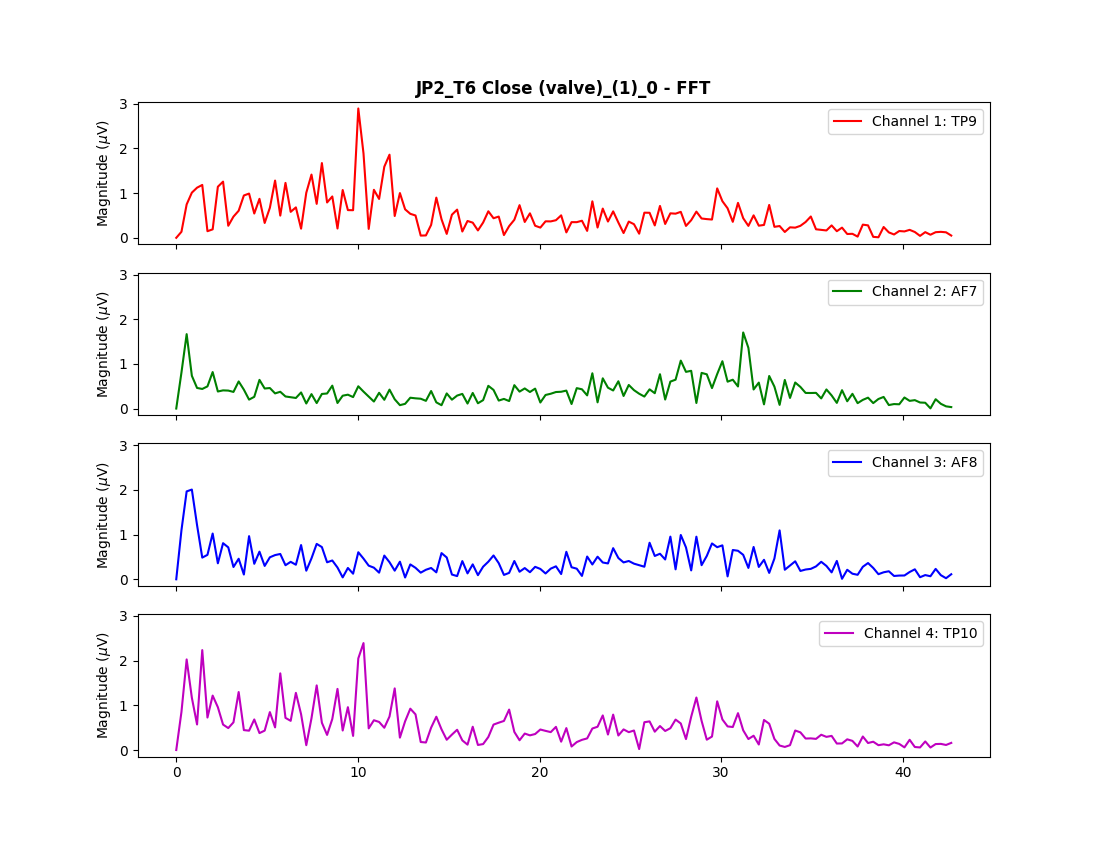 JP2_T6 Close (valve)_(1)_0 - FFT
3
2
1
0
Magnitude (μV)
Channel 1: TP9
3
2
1
0
Magnitude (μV)
Channel 2: AF7
3
2
1
0
Magnitude (μV)
Channel 3: AF8
3
2
1
0
Magnitude (μV)
Channel 4: TP10
0 10 20 30 40